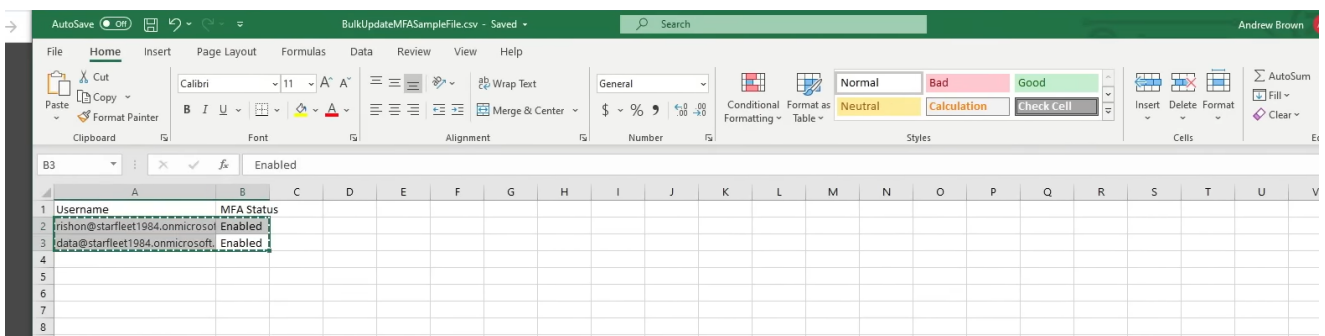 AutoSave Off BulkUpdateMFASampleFile.csv - Saved Search Andrew Brown
File Home Insert Page Layout Formulas Data Review View Help
Cut Calibri 11 Wrap Text General Normal Bad Good AutoSum
Copy Fill
Paste B I U A Merge & Center $ % Conditional Format as Neutral Calculation Check Cell Insert Delete Format
Format Painter Formatting Table Clear
Clipboard Font Alignment Number Styles Cells
B3 fx Enabled
A B C D E F G H I J K L M N O P Q R S T U V
1 Username MFA Status
2 rishon@starfleet1984.onmicrosof Enabled
3 data@starfleet1984.onmicrosoft. Enabled
4
5
6
7
8